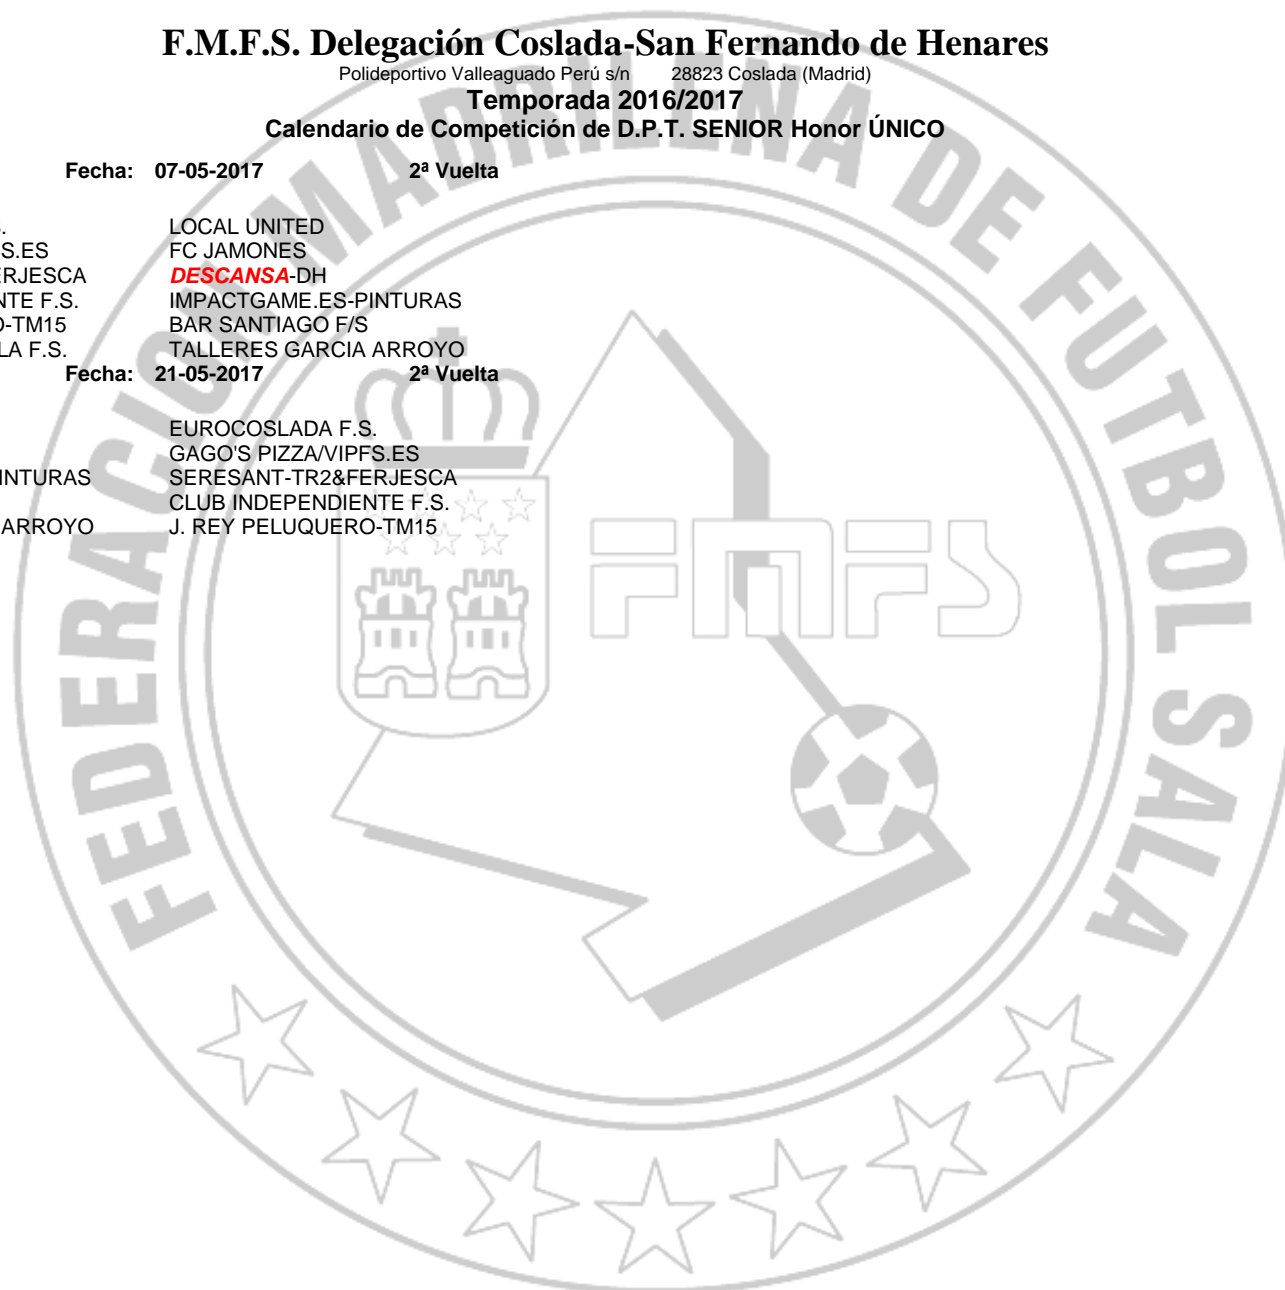 F.M.F.S. Delegación Coslada-San Fernando de Henares
Polideportivo Valleaguado Perú s/n 28823 Coslada (Madrid)
Temporada 2016/2017
Calendario de Competición de D.P.T. SENIOR Honor ÚNICO
Fecha: 07-05-2017 2ª Vuelta
. LOCAL UNITED
S.ES FC JAMONES
ERJESCA DESCANSA-DH
NTE F.S. IMPACTGAME.ES-PINTURAS
O-TM15 BAR SANTIAGO F/S
LA F.S. TALLERES GARCIA ARROYO
Fecha: 21-05-2017 2ª Vuelta
EUROCOSLADA F.S.
GAGO'S PIZZA/VIPFS.ES
INTURAS SERESANT-TR2&FERJESCA
CLUB INDEPENDIENTE F.S.
ARROYO J. REY PELUQUERO-TM15
FEDERACION MADRILEÑA DE FUTBOL SALA
FMFS